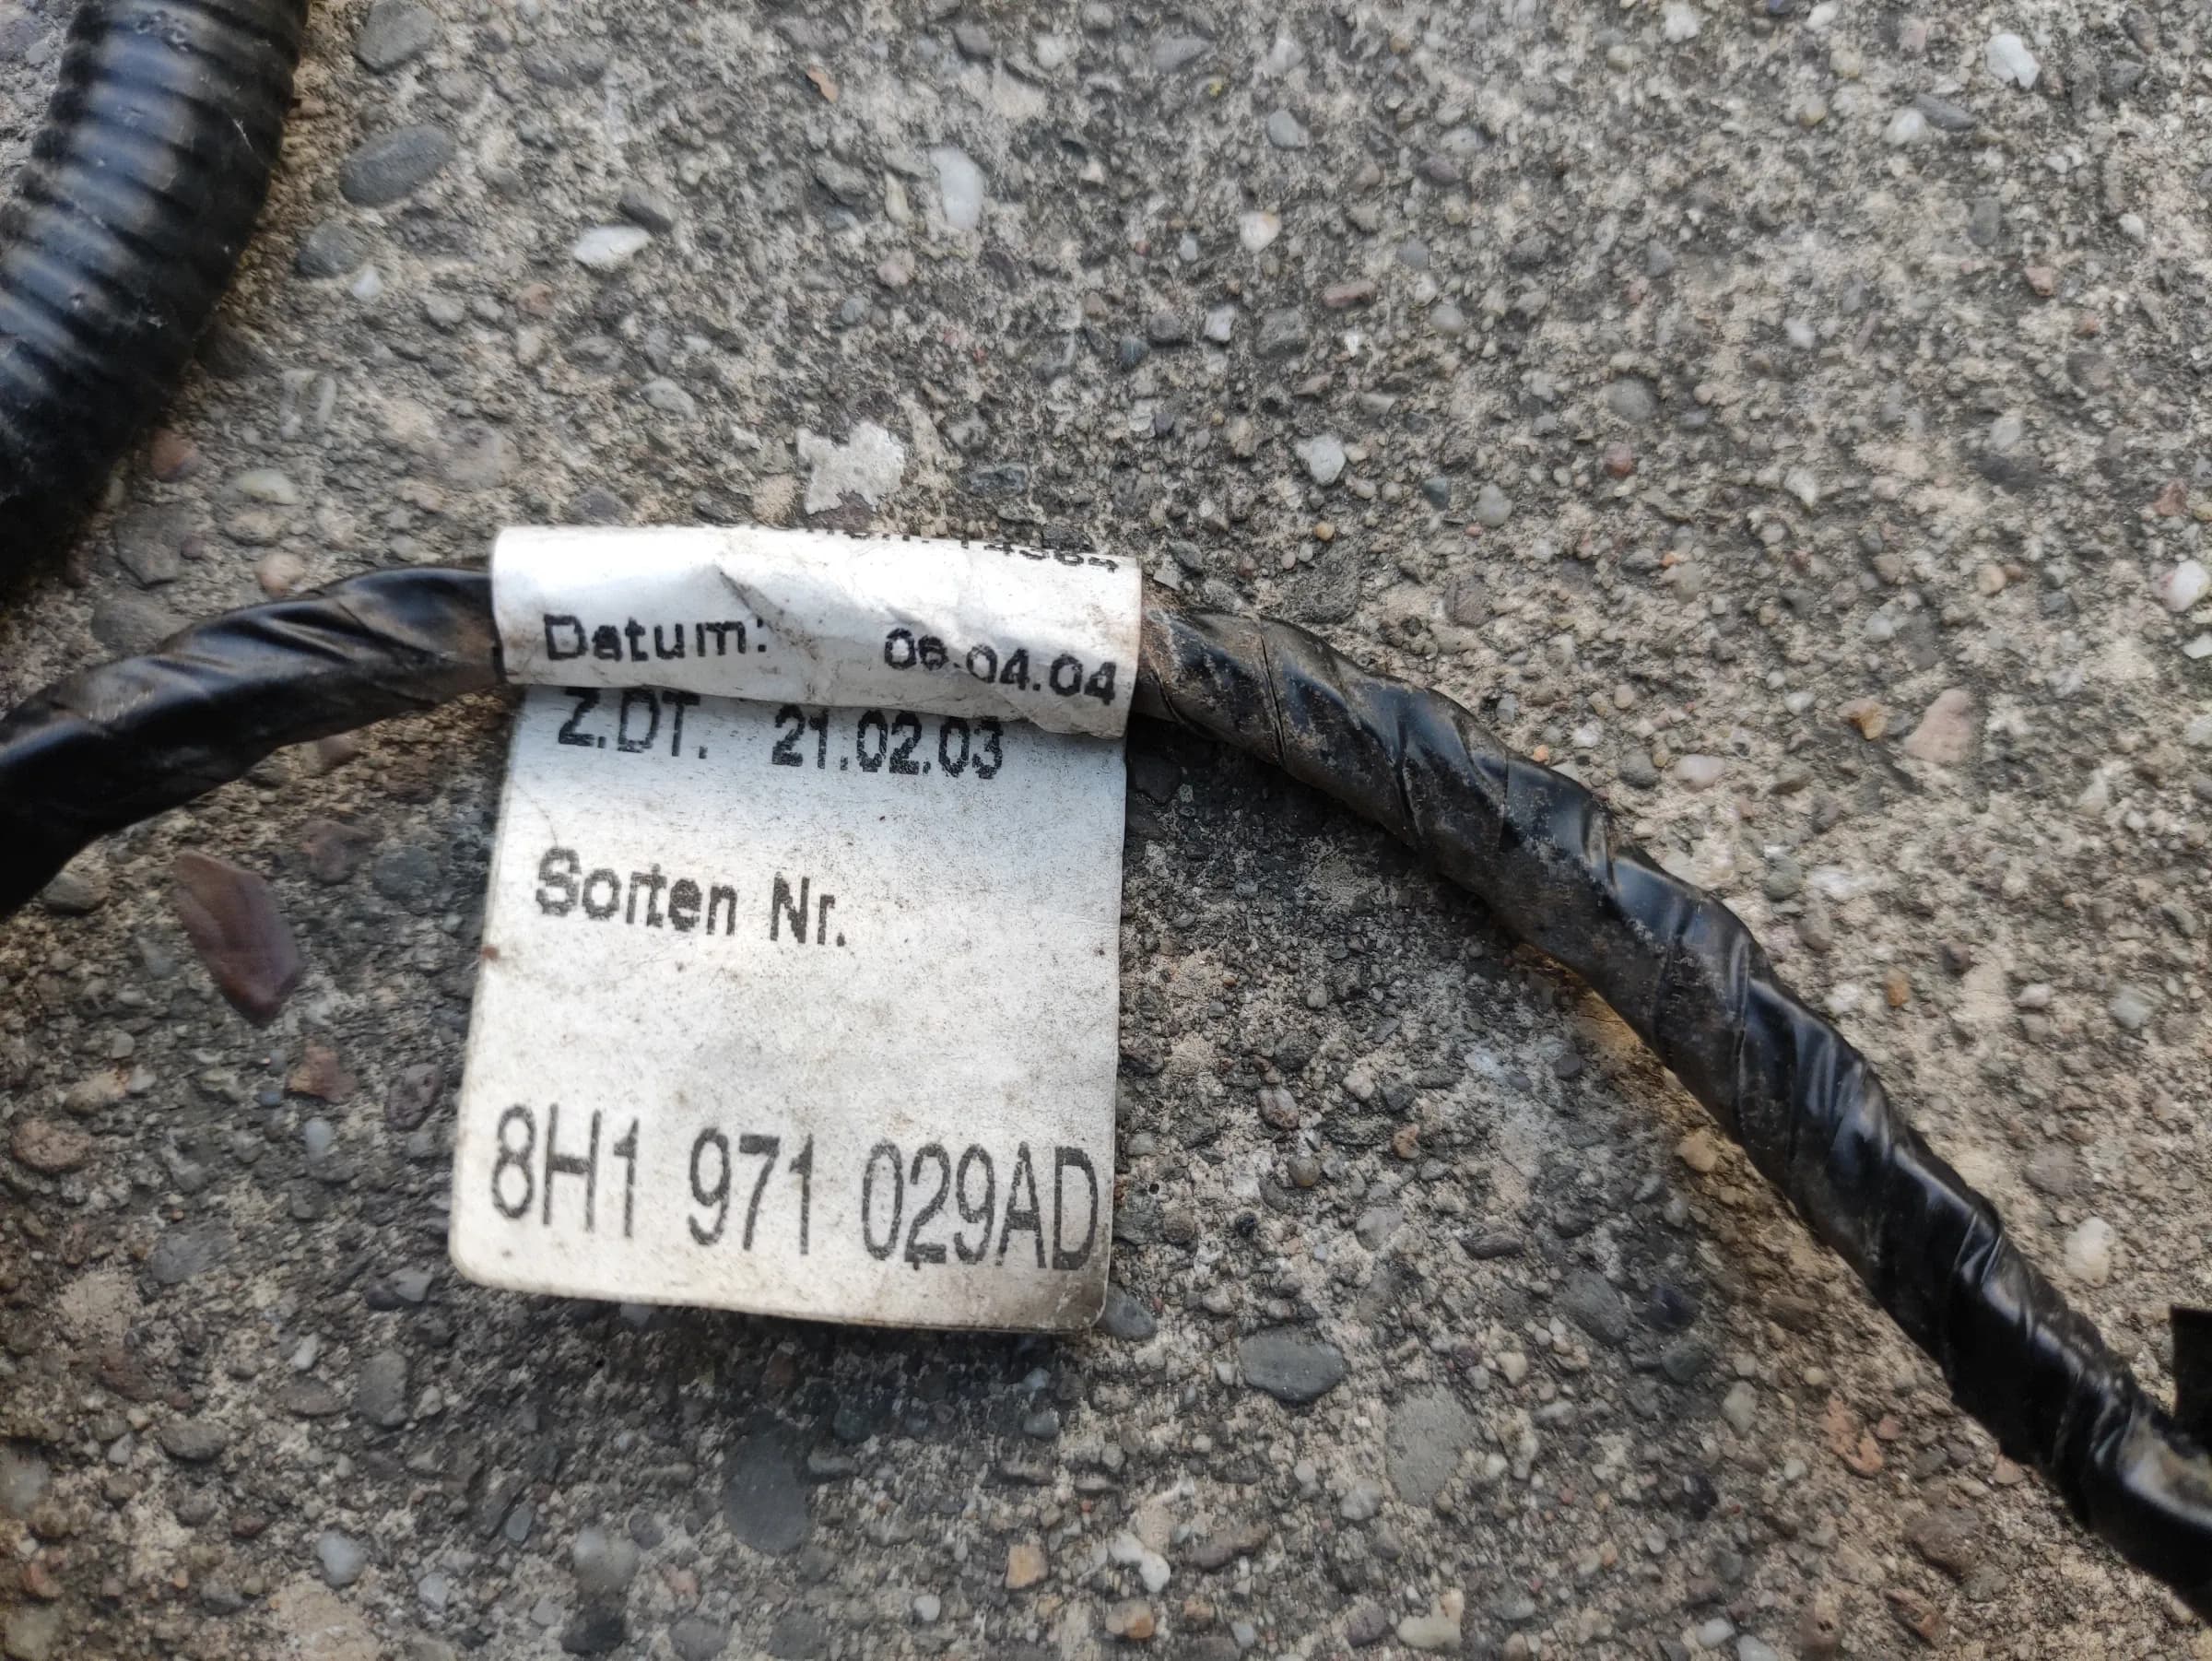 Datum: 06.04.04
Z.DT. 21.02.03
Sorten Nr.
8H1 971 029AD